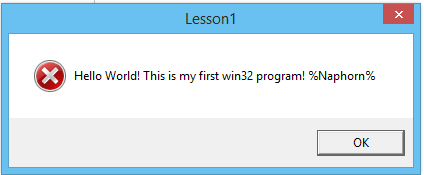 Lesson1
Hello World! This is my first win32 program! %Naphorn%
OK